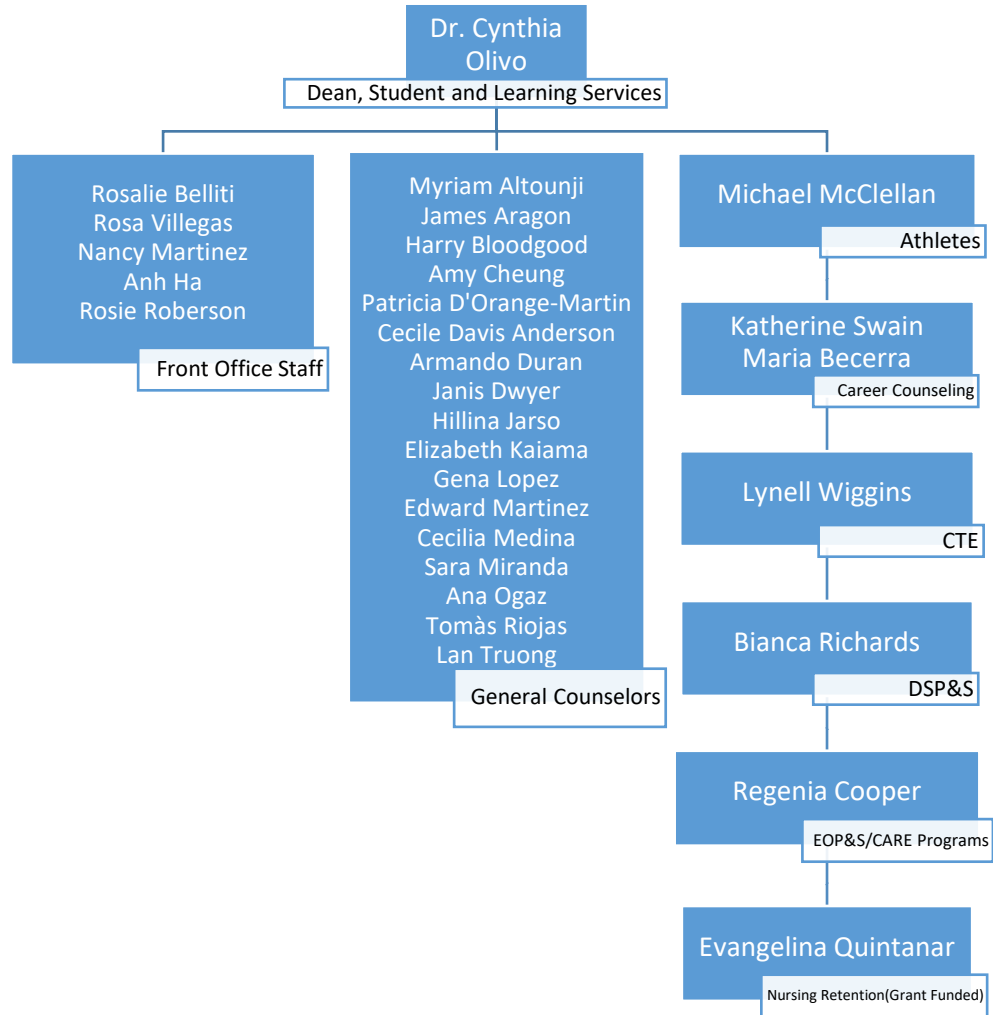 Dr. Cynthia
Olivo
Dean, Student and Learning Services
Rosalie Belliti
Rosa Villegas
Nancy Martinez
Anh Ha
Rosie Roberson
Front Office Staff
Myriam Altounji
James Aragon
Harry Bloodgood
Amy Cheung
Patricia D'Orange-Martin
Cecile Davis Anderson
Armando Duran
Janis Dwyer
Hillina Jarso
Elizabeth Kaiama
Gena Lopez
Edward Martinez
Cecilia Medina
Sara Miranda
Ana Ogaz
Tomàs Riojas
Lan Truong
General Counselors
Michael McClellan
Athletes
Katherine Swain
Maria Becerra
Career Counseling
Lynell Wiggins
CTE
Bianca Richards
DSP&S
Regenia Cooper
EOP&S/CARE Programs
Evangelina Quintanar
Nursing Retention(Grant Funded)